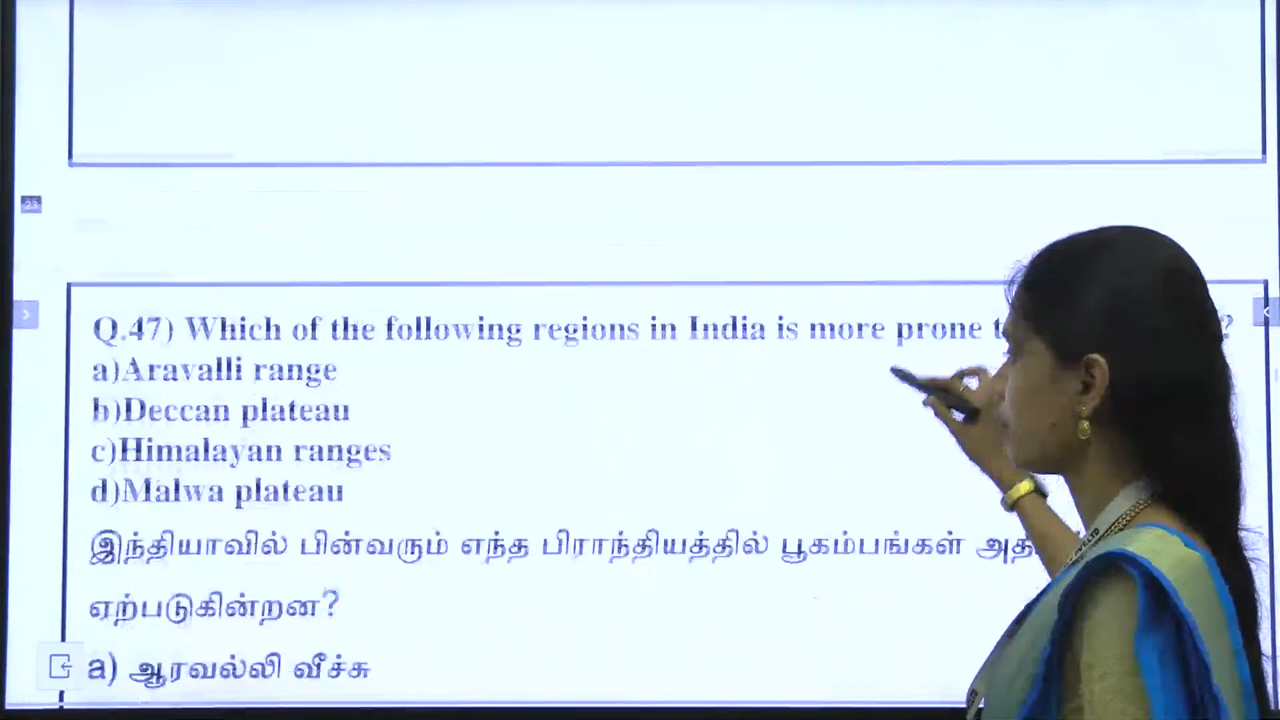 23
Q.47) Which of the following regions in India is more prone ?
a)Aravalli range
b)Deccan plateau
c)Himalayan ranges
d)Malwa plateau
இந்தியாவில் பின்வரும் எந்த பிராந்தியத்தில் பூகம்பங்கள்
ஏற்படுகின்றன?
a) ஆரவல்லி வீச்சு